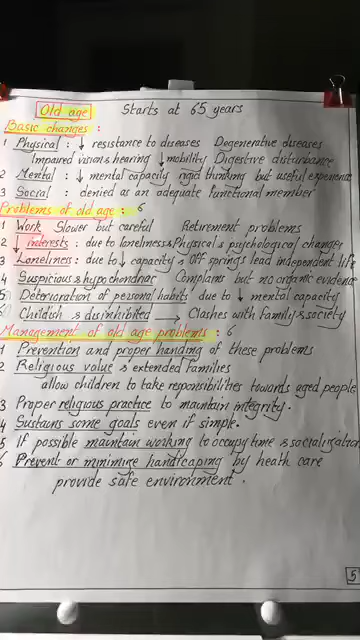 Old age Starts at 65 years
Basic changes :
1 Physical : ↓ resistance to diseases Degenerative diseases
Impaired vision & hearing ↓ mobility Digestive disturbance
2 Mental : ↓ mental capacity rigid thinking but useful experience
3 Social : denied as an adequate functional member
Problems of old age : 6
1 Work Slower but careful Retirement problems
2 ↓ interests : due to loneliness & Physical & psychological changes
3 Loneliness : due to ↓ capacity & Off springs lead independent life
4 Suspicious & hypochondriac Complains but no organic evidence
5 Deterioration of personal habits due to ↓ mental capacity
6 Childish & disinhibited → Clashes with family & society
Management of old age problems : 6
1 Prevention and proper handing of these problems
2 Religious value & extended families
allow children to take responsibilities towards aged people
3 Proper religious practice to maintain integrity.
4 Sustains some goals even if simple.
5 If possible maintain working to occupy time & socialization
6 Prevent or minimize handicaping by heath care
provide safe environment.
5